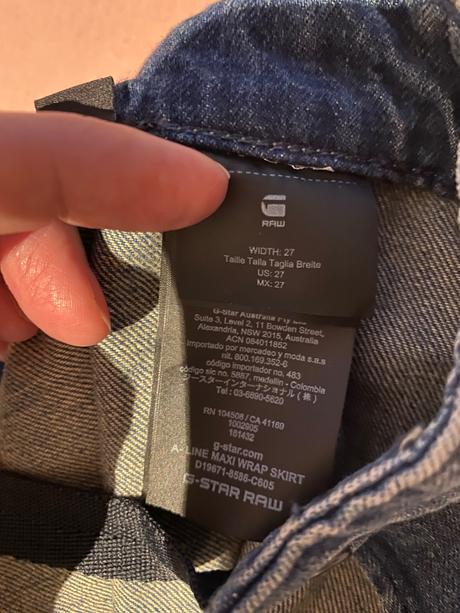 G
RAW
WIDTH: 27
Taille Talla Taglia Breite
US: 27
MX: 27
G-Star Australia Pty
Suite 3, Level 2, 11 Bowden Street,
Alexandria, NSW 2015, Australia
ACN 084011852
importado por mercadeo y moda s.a.s
nit. 800.169.352-6
código importador no. 483
código sic no. 5887, medellin - Colombia
ジースターインターナショナル（株）
Tel: 03-6890-5620
RN 104508 / CA 41169
1002905
181432
g-star.com
A-LINE MAXI WRAP SKIRT
D19671-8588-C605
G-STAR RAW